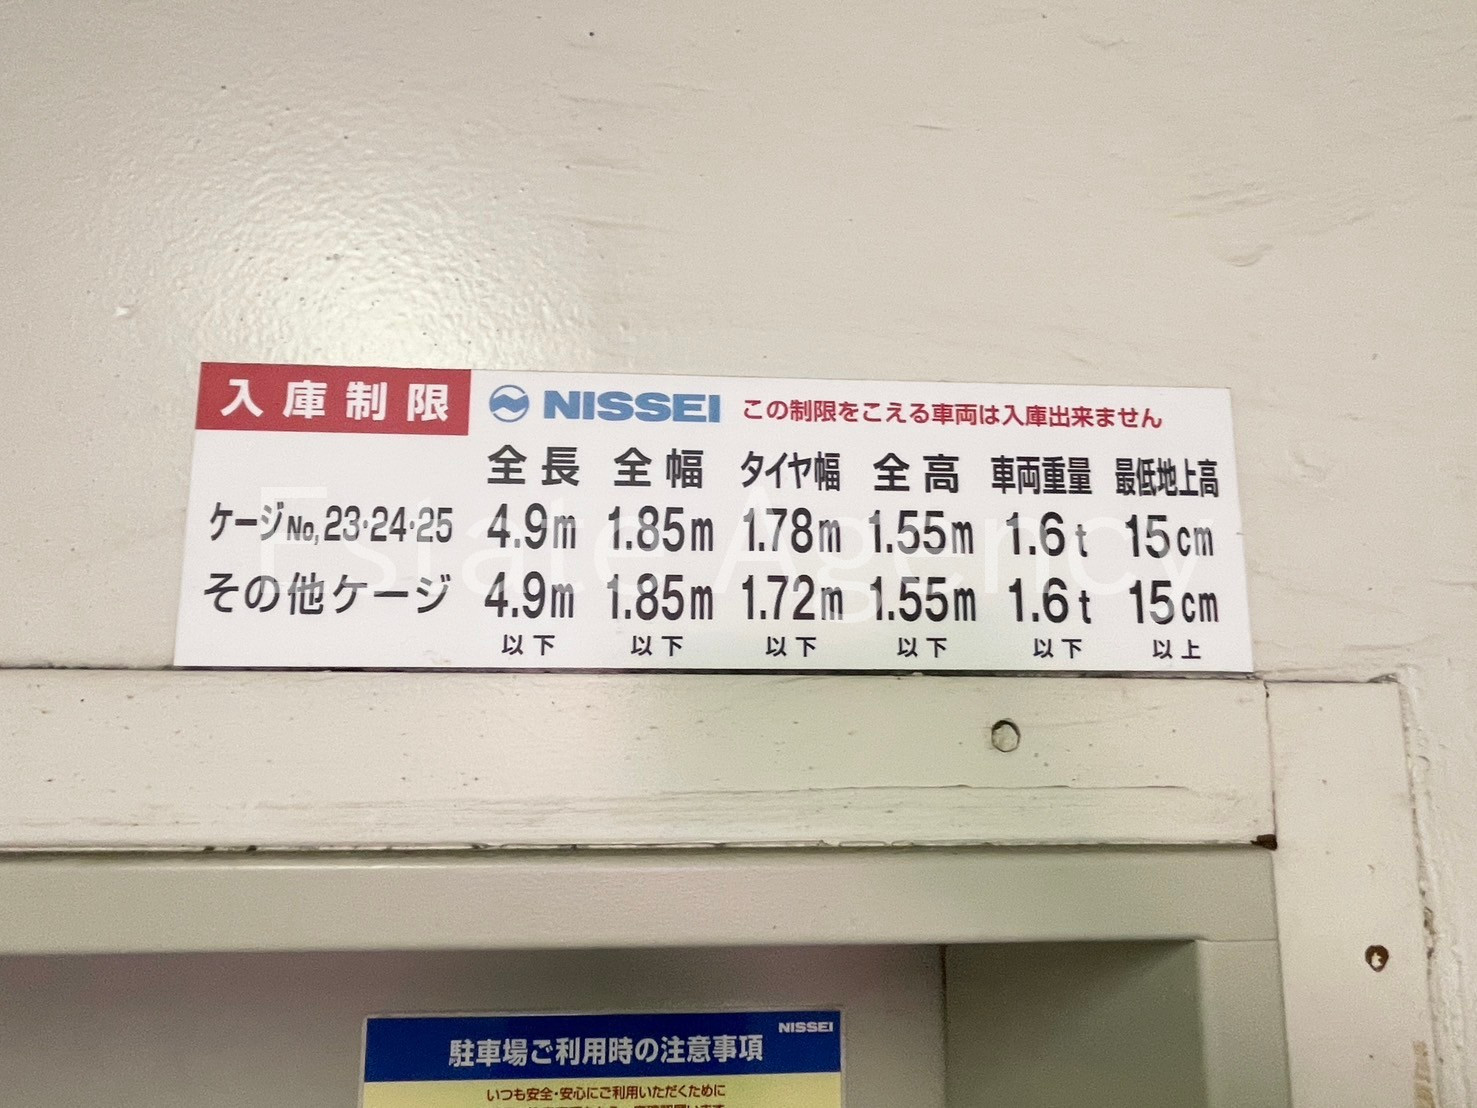 入庫制限 NISSEI この制限をこえる車両は入庫出来ません
全長 全幅 タイヤ幅 全高 車両重量 最低地上高
ケージNo,23・24・25 4.9m 1.85m 1.78m 1.55m 1.6t 15cm
その他ケージ 4.9m 1.85m 1.72m 1.55m 1.6t 15cm
以下 以下 以下 以下 以下 以上
Estate Agency
NISSEI
駐車場ご利用時の注意事項
いつも安全・安心にご利用いただくために